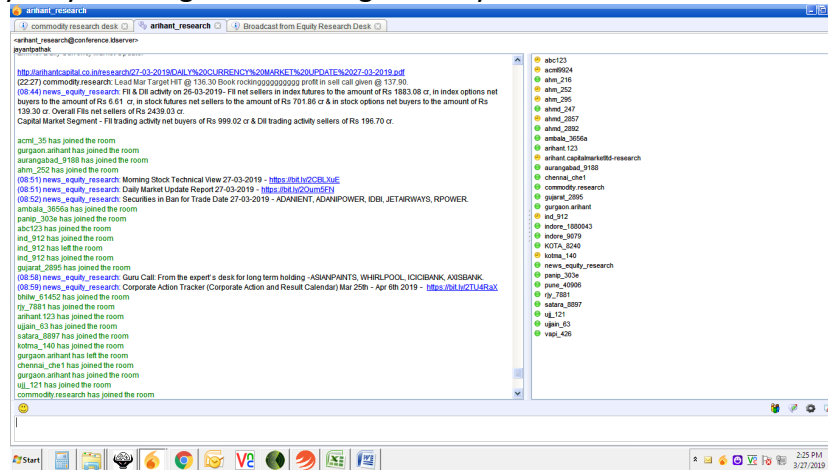 arihant_research
commodity research desk
arihant_research
Broadcast from Equity Research Desk
<arihant_research@conference.ldserver>
jayantpathak
http://arihantcapital.co.in/research/27-03-2019/DAILY%20CURRENCY%20MARKET%20UPDATE%2027-03-2019.pdf
(22:27) commodity.research: Lead Mar Target HIT @ 136.30 Book rockinggggggggg profit in sell call given @ 137.90.
(08:44) news_equity_research: FII & DII activity on 26-03-2019- FII net sellers in index futures to the amount of Rs 1883.08 cr, in index options net
buyers to the amount of Rs 6.61 cr, in stock futures net sellers to the amount of Rs 701.86 cr & in stock options net buyers to the amount of Rs
139.30 cr. Overall FIIs net sellers of Rs 2439.03 cr.
Capital Market Segment - FII trading activity net buyers of Rs 999.02 cr & DII trading activity sellers of Rs 196.70 cr.
acml_35 has joined the room
gurgaon.arihant has joined the room
aurangabad_9188 has joined the room
ahm_252 has joined the room
(08:51) news_equity_research: Morning Stock Technical View 27-03-2019 - https://bit.ly/2CBLXuE
(08:51) news_equity_research: Daily Market Update Report 27-03-2019 - https://bit.ly/2Oum5FN
(08:52) news_equity_research: Securities in Ban for Trade Date 27-03-2019 - ADANIENT, ADANIPOWER, IDBI, JETAIRWAYS, RPOWER.
ambala_3656a has joined the room
panip_303e has joined the room
abc123 has joined the room
ind_912 has joined the room
ind_912 has left the room
ind_912 has joined the room
gujarat_2895 has joined the room
(08:58) news_equity_research: Guru Call: From the expert's desk for long term holding -ASIANPAINTS, WHIRLPOOL, ICICIBANK, AXISBANK.
(08:59) news_equity_research: Corporate Action Tracker (Corporate Action and Result Calendar) Mar 25th - Apr 6th 2019 - https://bit.ly/2TU4RaX
bhilw_61452 has joined the room
rjy_7881 has joined the room
arihant.123 has joined the room
ujjain_63 has joined the room
satara_8897 has joined the room
kotma_140 has joined the room
gurgaon.arihant has left the room
chennai_che1 has joined the room
gurgaon.arihant has joined the room
ujj_121 has joined the room
commodity.research has joined the room
abc123
acml9924
ahm_216
ahm_252
ahm_295
ahmd_247
ahmd_2857
ahmd_2892
ambala_3656a
arihant.123
arihant.capitalmarketltd-research
aurangabad_9188
chennai_che1
commodity.research
gujarat_2895
gurgaon.arihant
ind_912
indore_1880043
indore_9079
KOTA_8240
kotma_140
news_equity_research
panip_303e
pune_40906
rjy_7881
satara_8897
ujj_121
ujjain_63
vapi_426
Start
2:25 PM
3/27/2019